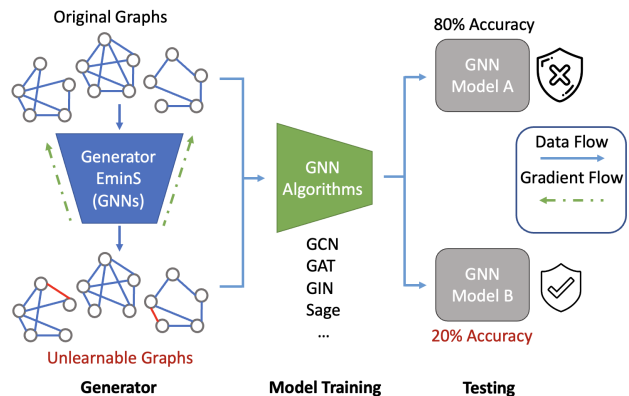 Original Graphs
Generator
EminS
(GNNs)
Unlearnable Graphs
Generator
GNN
Algorithms
GCN
GAT
GIN
Sage
...
Model Training
80% Accuracy
GNN
Model A
Data Flow
Gradient Flow
GNN
Model B
20% Accuracy
Testing